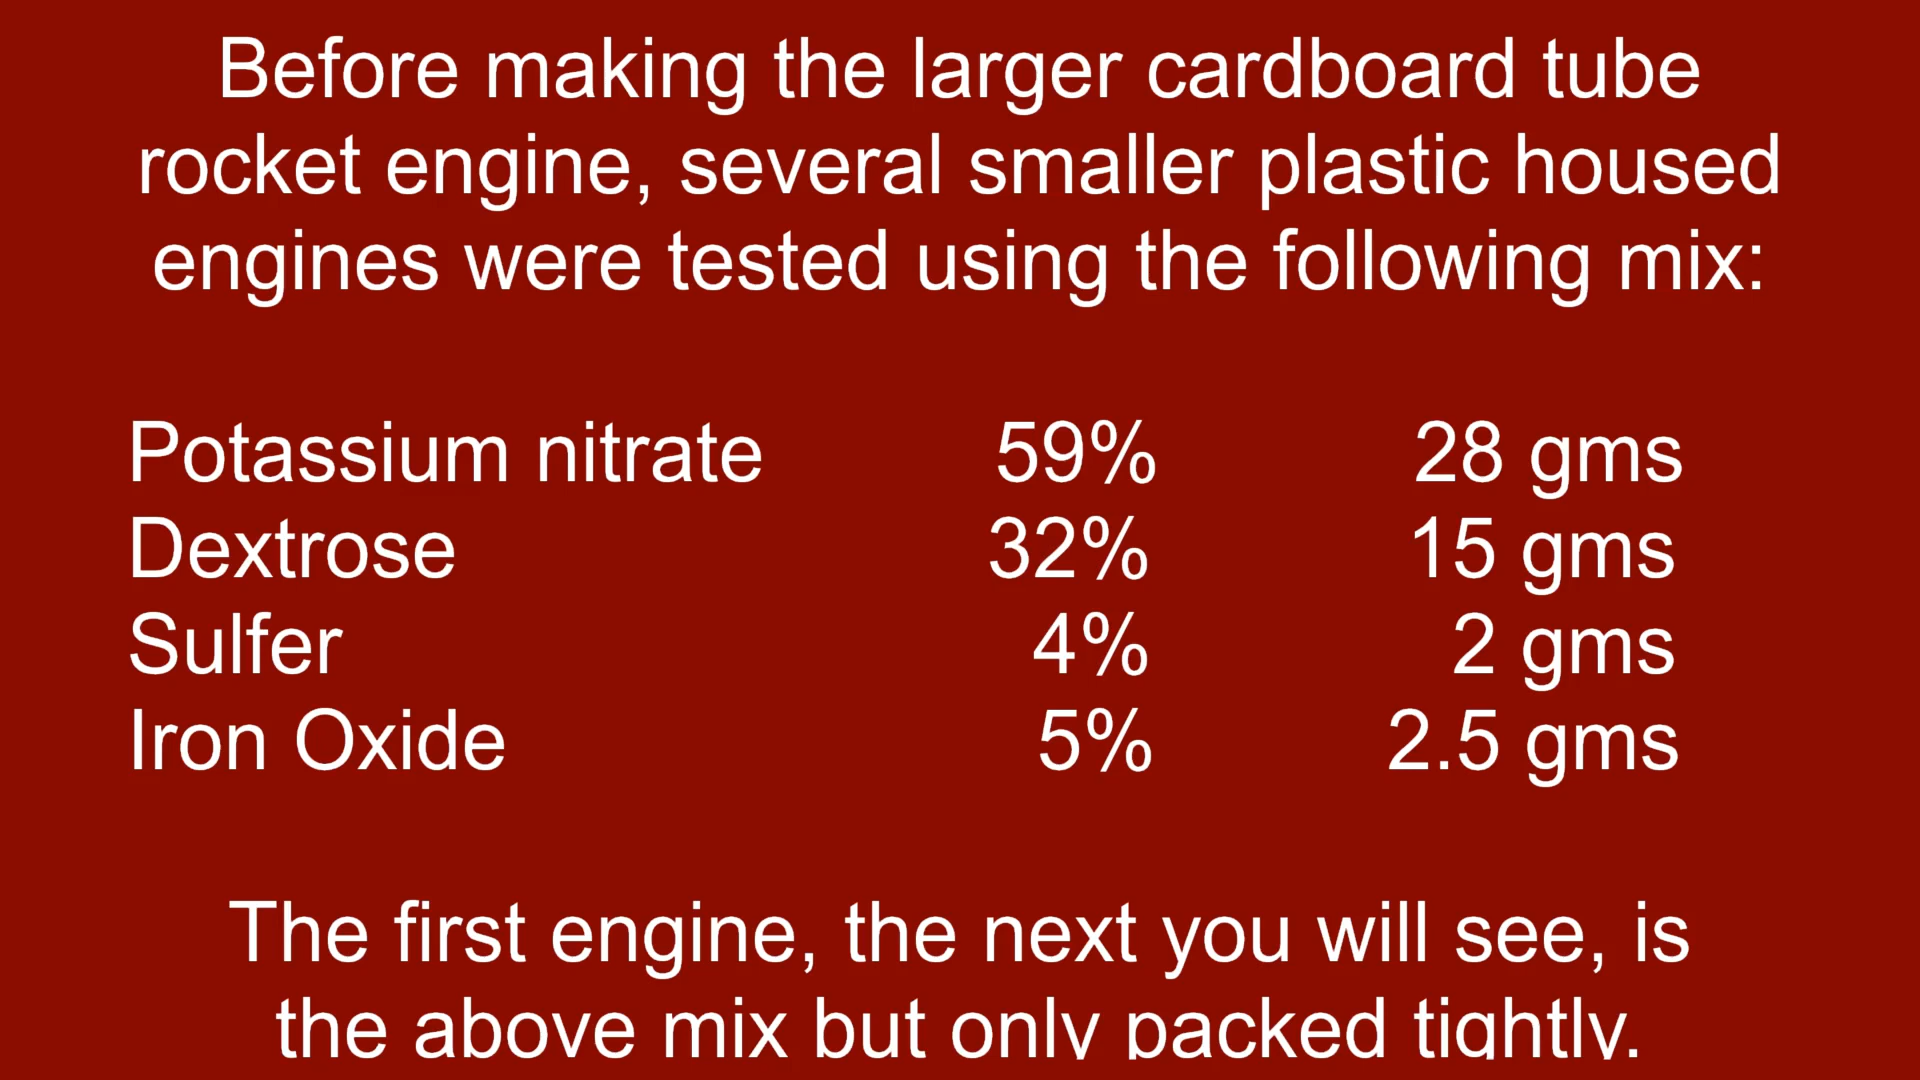 Before making the larger cardboard tube
rocket engine, several smaller plastic housed
engines were tested using the following mix:
Potassium nitrate 59% 28 gms
Dextrose 32% 15 gms
Sulfer 4% 2 gms
Iron Oxide 5% 2.5 gms
The first engine, the next you will see, is
the above mix but only packed tightly.